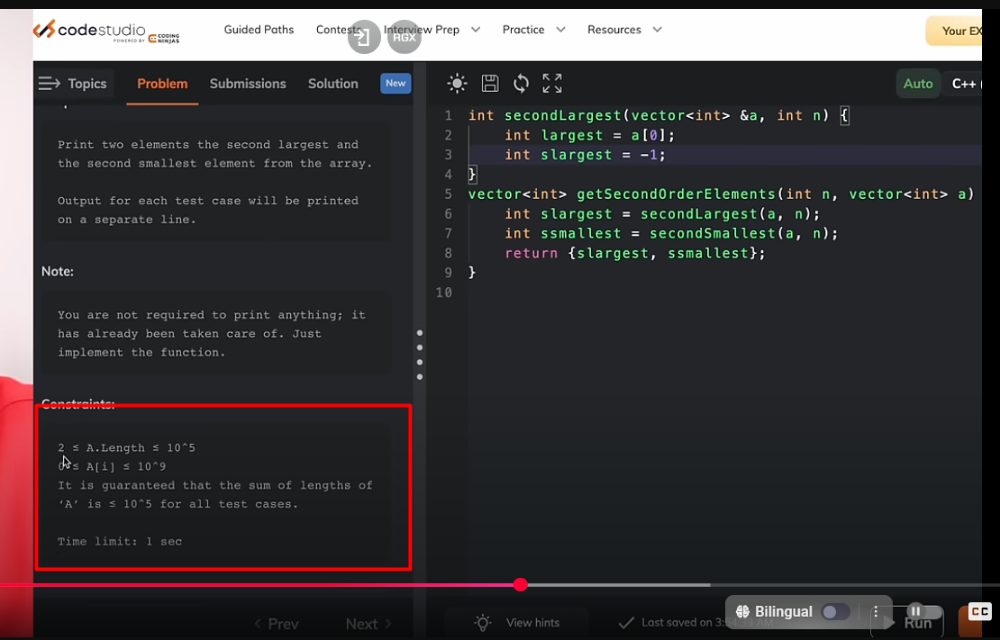 codestudio
POWERED BY CODING NINJAS
Guided Paths
Contests
Interview Prep
Practice
Resources
RGX
Topics
Problem
Submissions
Solution
New
Auto
C++
Print two elements the second largest and
the second smallest element from the array.
Output for each test case will be printed
on a separate line.
Note:
You are not required to print anything; it
has already been taken care of. Just
implement the function.
Constraints:
2 ≤ A.Length ≤ 10^5
0 ≤ A[i] ≤ 10^9
It is guaranteed that the sum of lengths of
‘A’ is ≤ 10^5 for all test cases.
Time limit: 1 sec
Prev
Next
1 int secondLargest(vector<int> &a, int n) {
2 int largest = a[0];
3 int slargest = -1;
4 }
5 vector<int> getSecondOrderElements(int n, vector<int> a)
6 int slargest = secondLargest(a, n);
7 int ssmallest = secondSmallest(a, n);
8 return {slargest, ssmallest};
9 }
10
View hints
Last saved on
AM
Bilingual
Run
CC